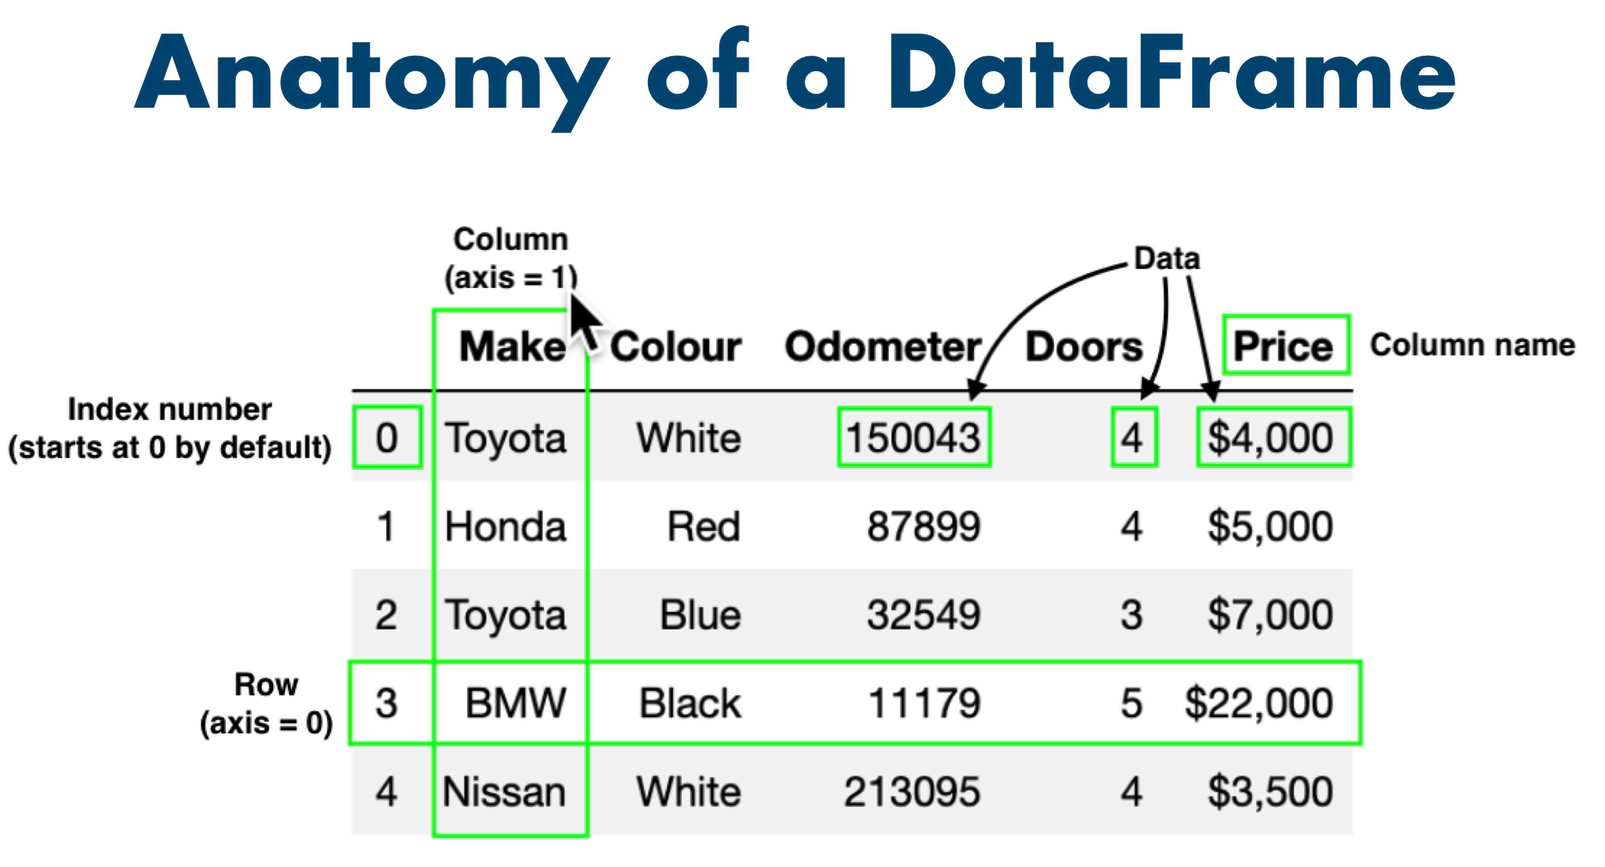 Anatomy of a DataFrame
Column
(axis = 1)
Data
Make Colour Odometer Doors Price Column name
Index number
(starts at 0 by default)
0 Toyota White 150043 4 $4,000
1 Honda Red 87899 4 $5,000
2 Toyota Blue 32549 3 $7,000
Row
(axis = 0)
3 BMW Black 11179 5 $22,000
4 Nissan White 213095 4 $3,500